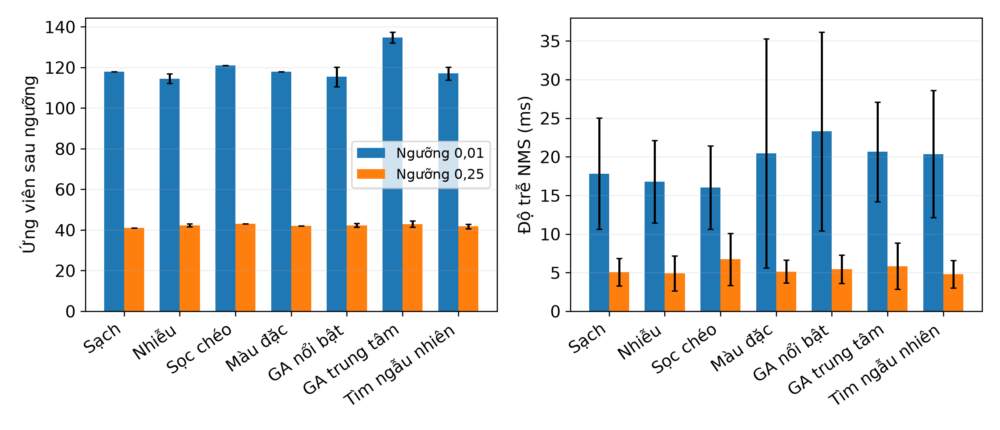 Ứng viên sau ngưỡng
140
120
100
80
60
40
20
0
Ngưỡng 0,01
Ngưỡng 0,25
Sạch
Nhiễu
Sọc chéo
Màu đặc
GA nổi bật
GA trung tâm
Tìm ngẫu nhiên
Độ trễ NMS (ms)
35
30
25
20
15
10
5
0
Sạch
Nhiễu
Sọc chéo
Màu đặc
GA nổi bật
GA trung tâm
Tìm ngẫu nhiên